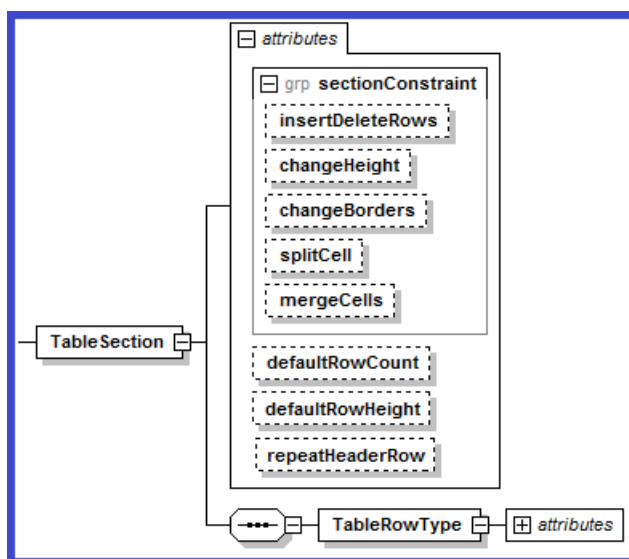 attributes
grp sectionConstraint
insertDeleteRows
changeHeight
changeBorders
splitCell
mergeCells
TableSection
defaultRowCount
defaultRowHeight
repeatHeaderRow
TableRowType
attributes